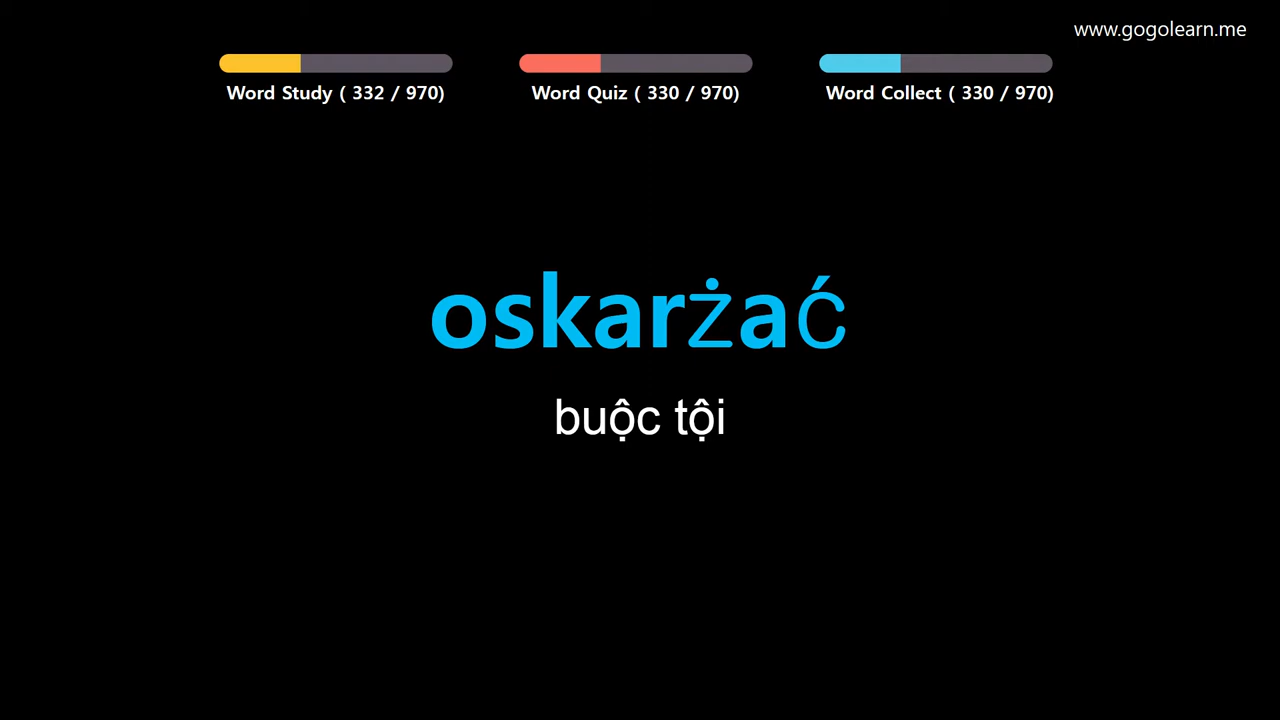 www.gogolearn.me
Word Study ( 332 / 970)
Word Quiz ( 330 / 970)
Word Collect ( 330 / 970)
oskarżać
buộc tội